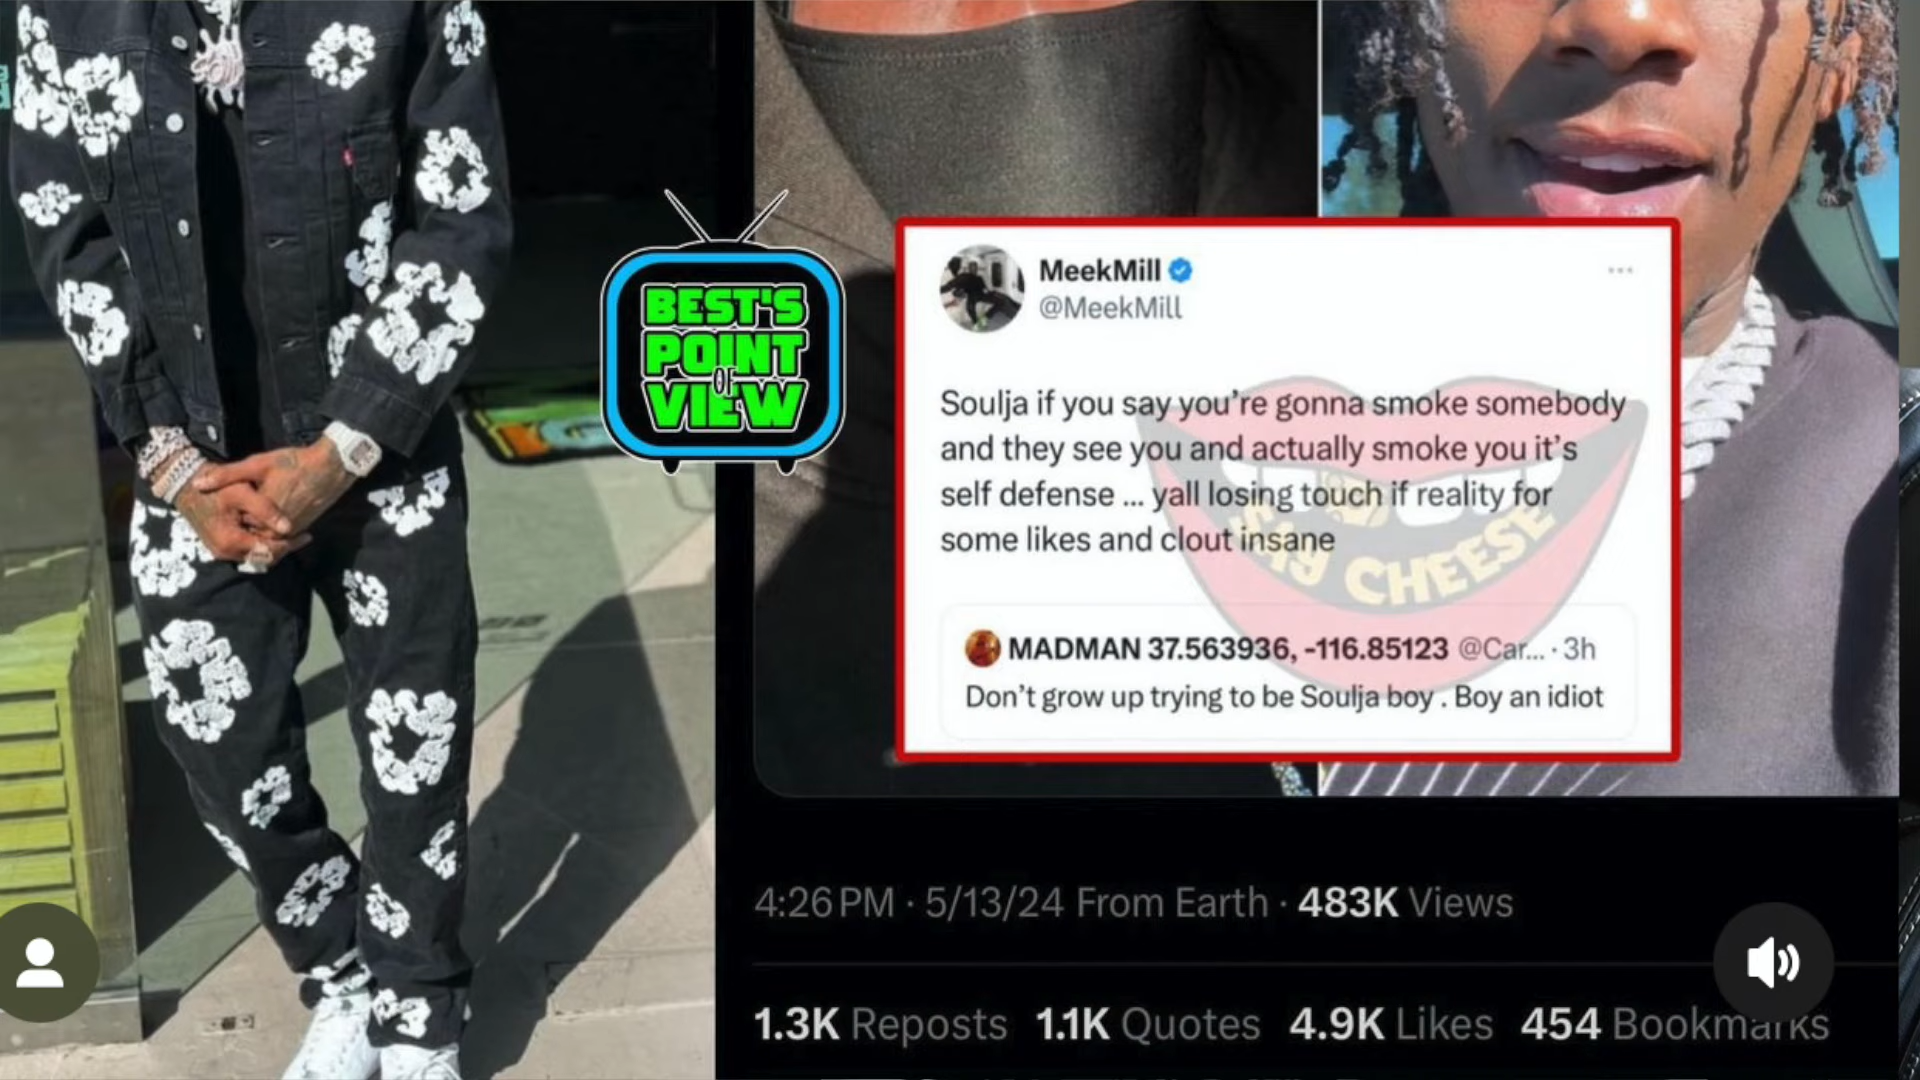 BEST'S
POINT
OF
VIEW
MeekMill
@MeekMill
Soulja if you say you're gonna smoke somebody
and they see you and actually smoke you it's
self defense ... yall losing touch if reality for
some likes and clout insane
CHEESE
MADMAN 37.563936, -116.85123 @Car... · 3h
Don't grow up trying to be Soulja boy . Boy an idiot
4:26 PM · 5/13/24 From Earth · 483K Views
1.3K Reposts 1.1K Quotes 4.9K Likes 454 Bookmarks